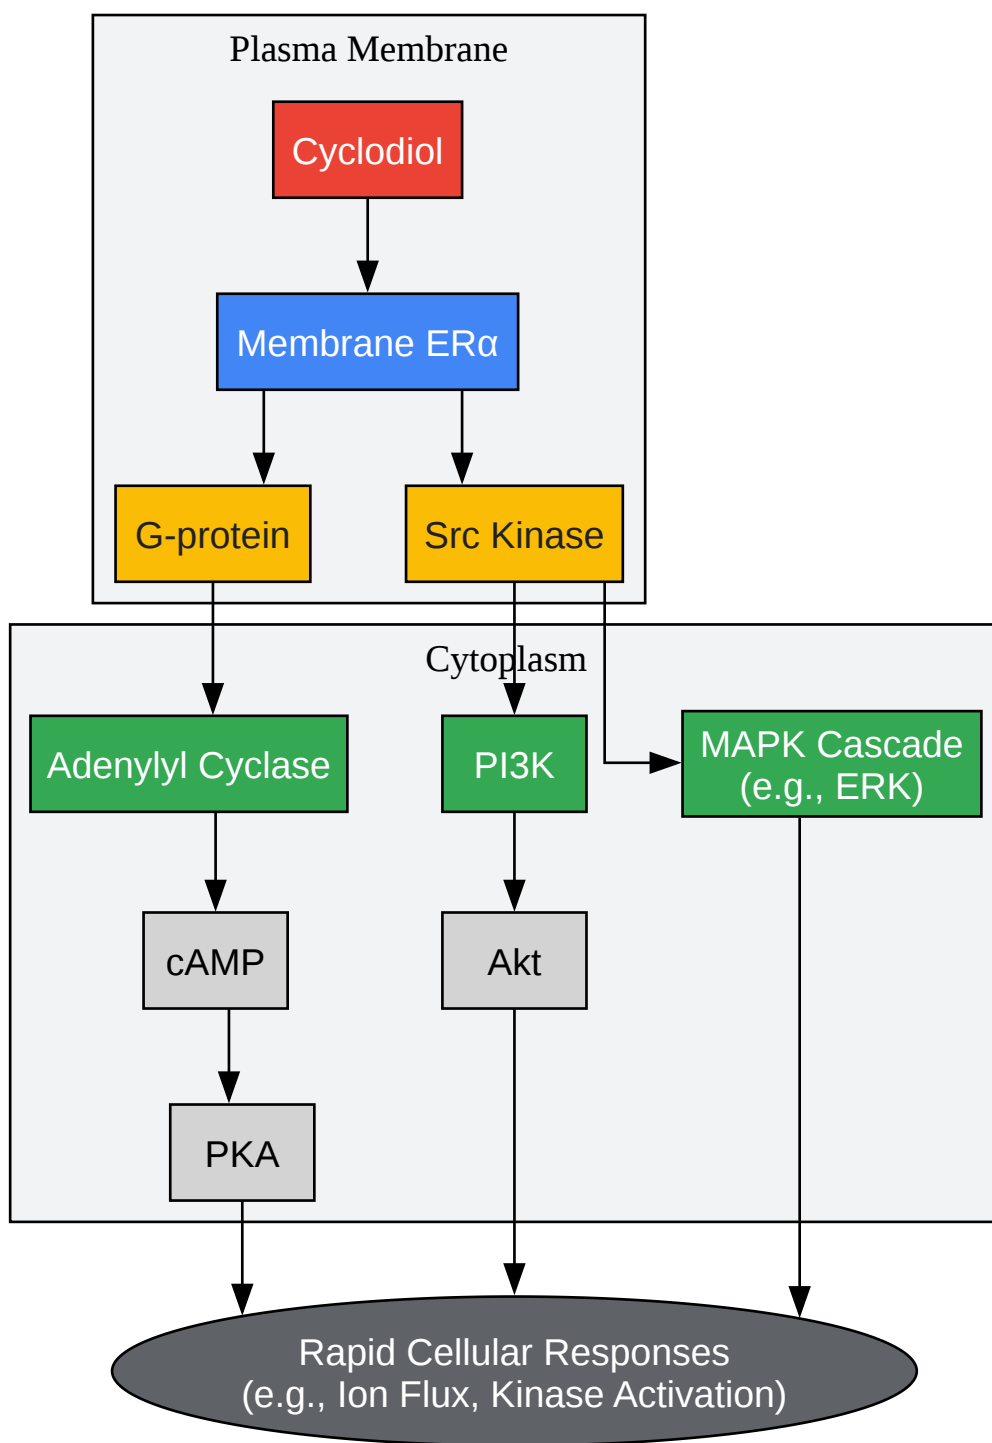 Plasma Membrane
Cyclodiol
Membrane ERα
G-protein
Src Kinase
Cytoplasm
Adenylyl Cyclase
PI3K
MAPK Cascade
(e.g., ERK)
cAMP
Akt
PKA
Rapid Cellular Responses
(e.g., Ion Flux, Kinase Activation)